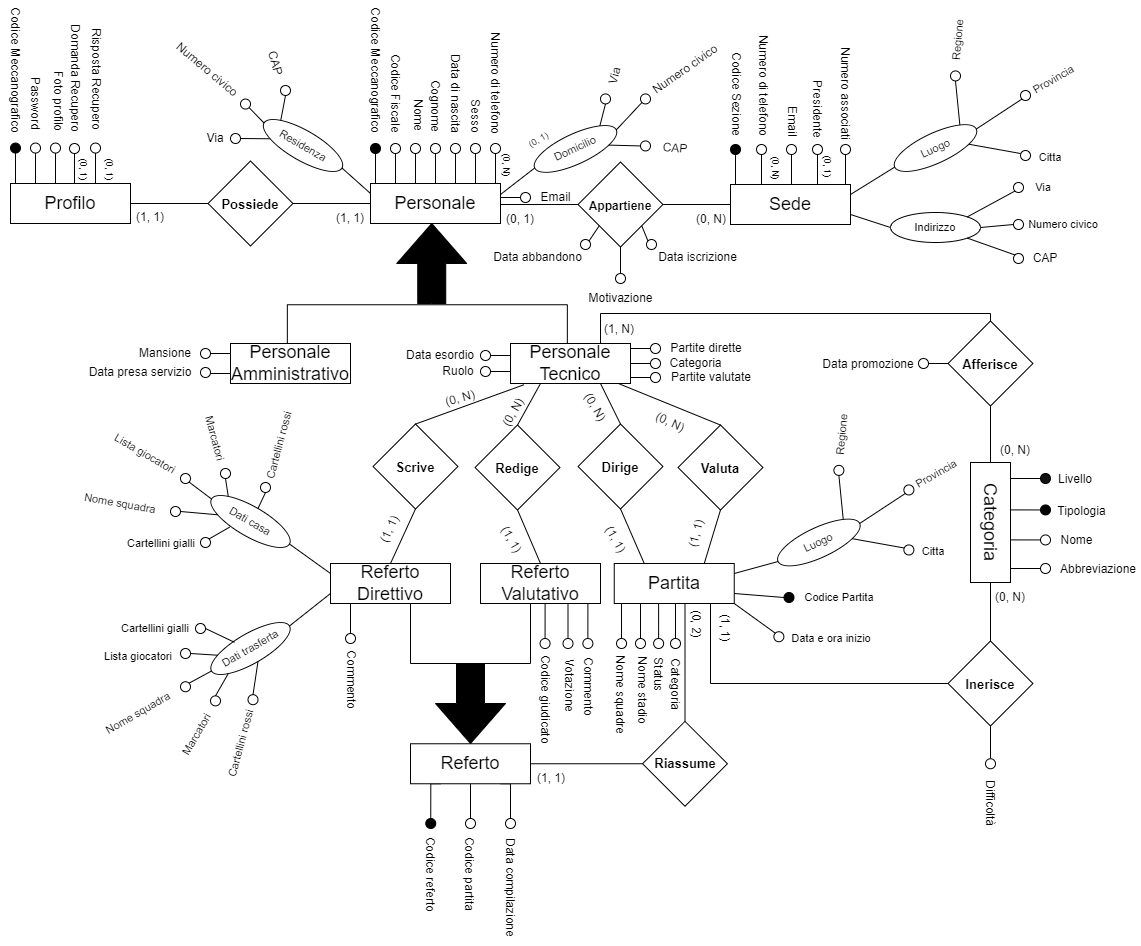 Codice Meccanografico
Password
Foto profilo
Domanda Recupero
Risposta Recupero
(0, 1)
(0, 1)
Profilo
(1, 1)
Possiede
(1, 1)
Numero civico
CAP
Via
Residenza
Codice Meccanografico
Codice Fiscale
Nome
Cognome
Data di nascita
Sesso
Numero di telefono
(0, N)
Personale
Email
(0, 1)
Domicilio
(0, 1)
Via
Numero civico
CAP
Appartiene
Data abbandono
Data iscrizione
Motivazione
(0, N)
Codice Sezione
Numero di telefono
Email
Presidente
Numero associati
(0, N)
(0, 1)
Sede
Luogo
Regione
Provincia
Citta
Indirizzo
Via
Numero civico
CAP
Personale
Amministrativo
Mansione
Data presa servizio
Personale
Tecnico
Data esordio
Ruolo
Partite dirette
Categoria
Partite valutate
(1, N)
Afferisce
Data promozione
(0, N)
Categoria
Livello
Tipologia
Nome
Abbreviazione
(0, N)
(0, N)
(0, N)
(0, N)
(0, N)
Scrive
Redige
Dirige
Valuta
(1, 1)
(1, 1)
(1, 1)
(1, 1)
Lista giocatori
Marcatori
Cartellini rossi
Nome squadra
Dati casa
Cartellini gialli
Referto
Direttivo
Commento
Cartellini gialli
Lista giocatori
Dati trasferta
Nome squadra
Marcatori
Cartellini rossi
Referto
Valutativo
Codice giudicato
Votazione
Commento
Partita
Luogo
Regione
Provincia
Citta
Codice Partita
Data e ora inizio
Nome squadre
Nome stadio
Status
Categoria
(0, 2)
(1, 1)
Inerisce
Difficoltà
Referto
(1, 1)
Riassume
Codice referto
Codice partita
Data compilazione